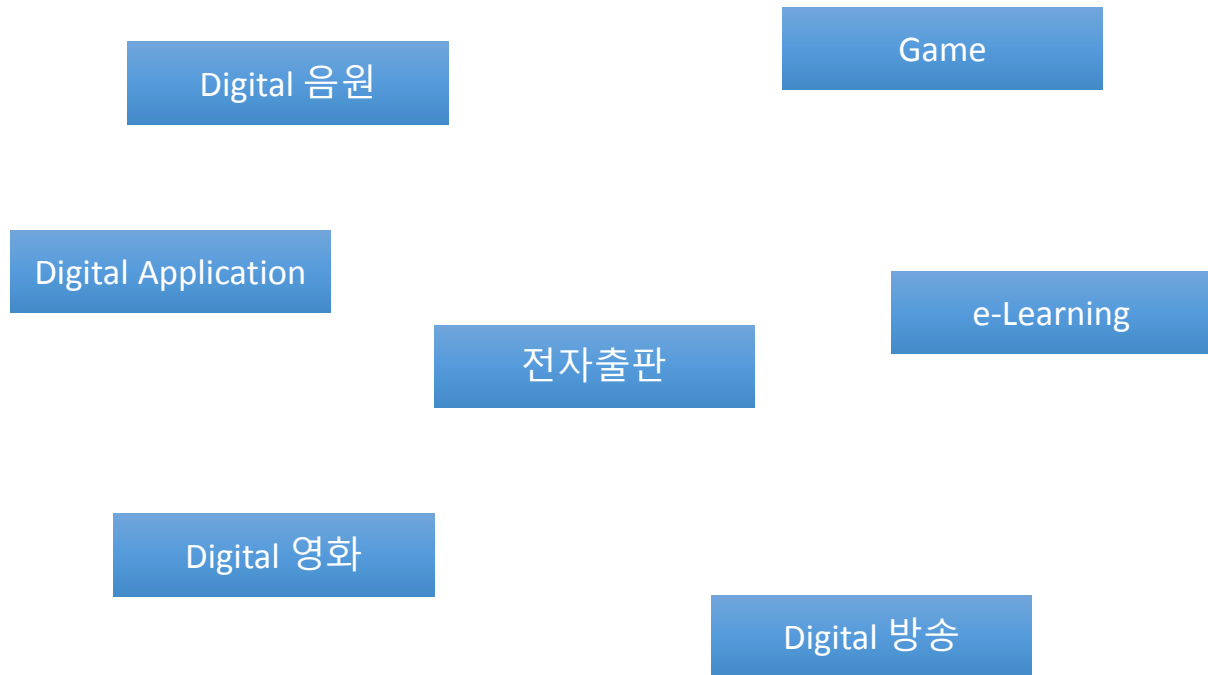 Game
Digital 음원
Digital Application
e-Learning
전자출판
Digital 영화
Digital 방송